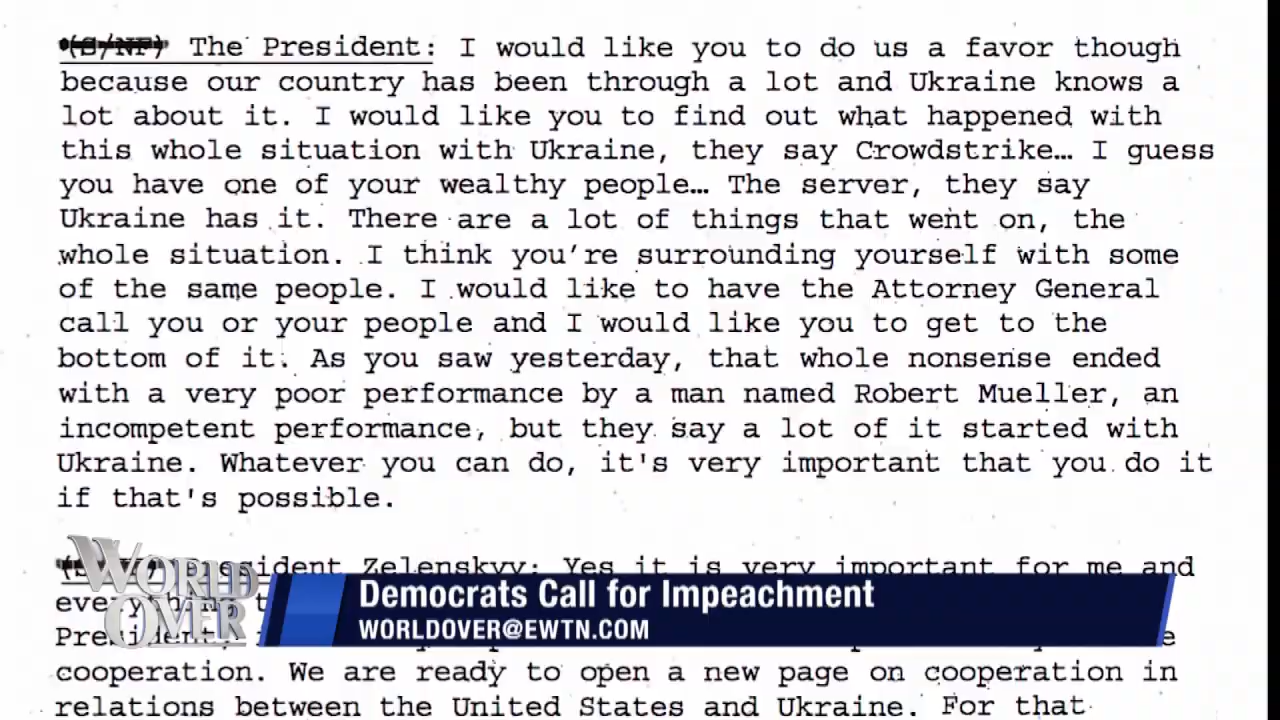 (S/NF) The President: I would like you to do us a favor though
because our country has been through a lot and Ukraine knows a
lot about it. I would like you to find out what happened with
this whole situation with Ukraine, they say Crowdstrike… I guess
you have one of your wealthy people… The server, they say
Ukraine has it. There are a lot of things that went on, the
whole situation. I think you’re surrounding yourself with some
of the same people. I would like to have the Attorney General
call you or your people and I would like you to get to the
bottom of it. As you saw yesterday, that whole nonsense ended
with a very poor performance by a man named Robert Mueller, an
incompetent performance, but they say a lot of it started with
Ukraine. Whatever you can do, it's very important that you do it
if that's possible.
President Zelenskyy: Yes it is very important for me and
everything
President,
cooperation. We are ready to open a new page on cooperation in
relations between the United States and Ukraine. For that
WORLD
OVER
Democrats Call for Impeachment
WORLDOVER@EWTN.COM